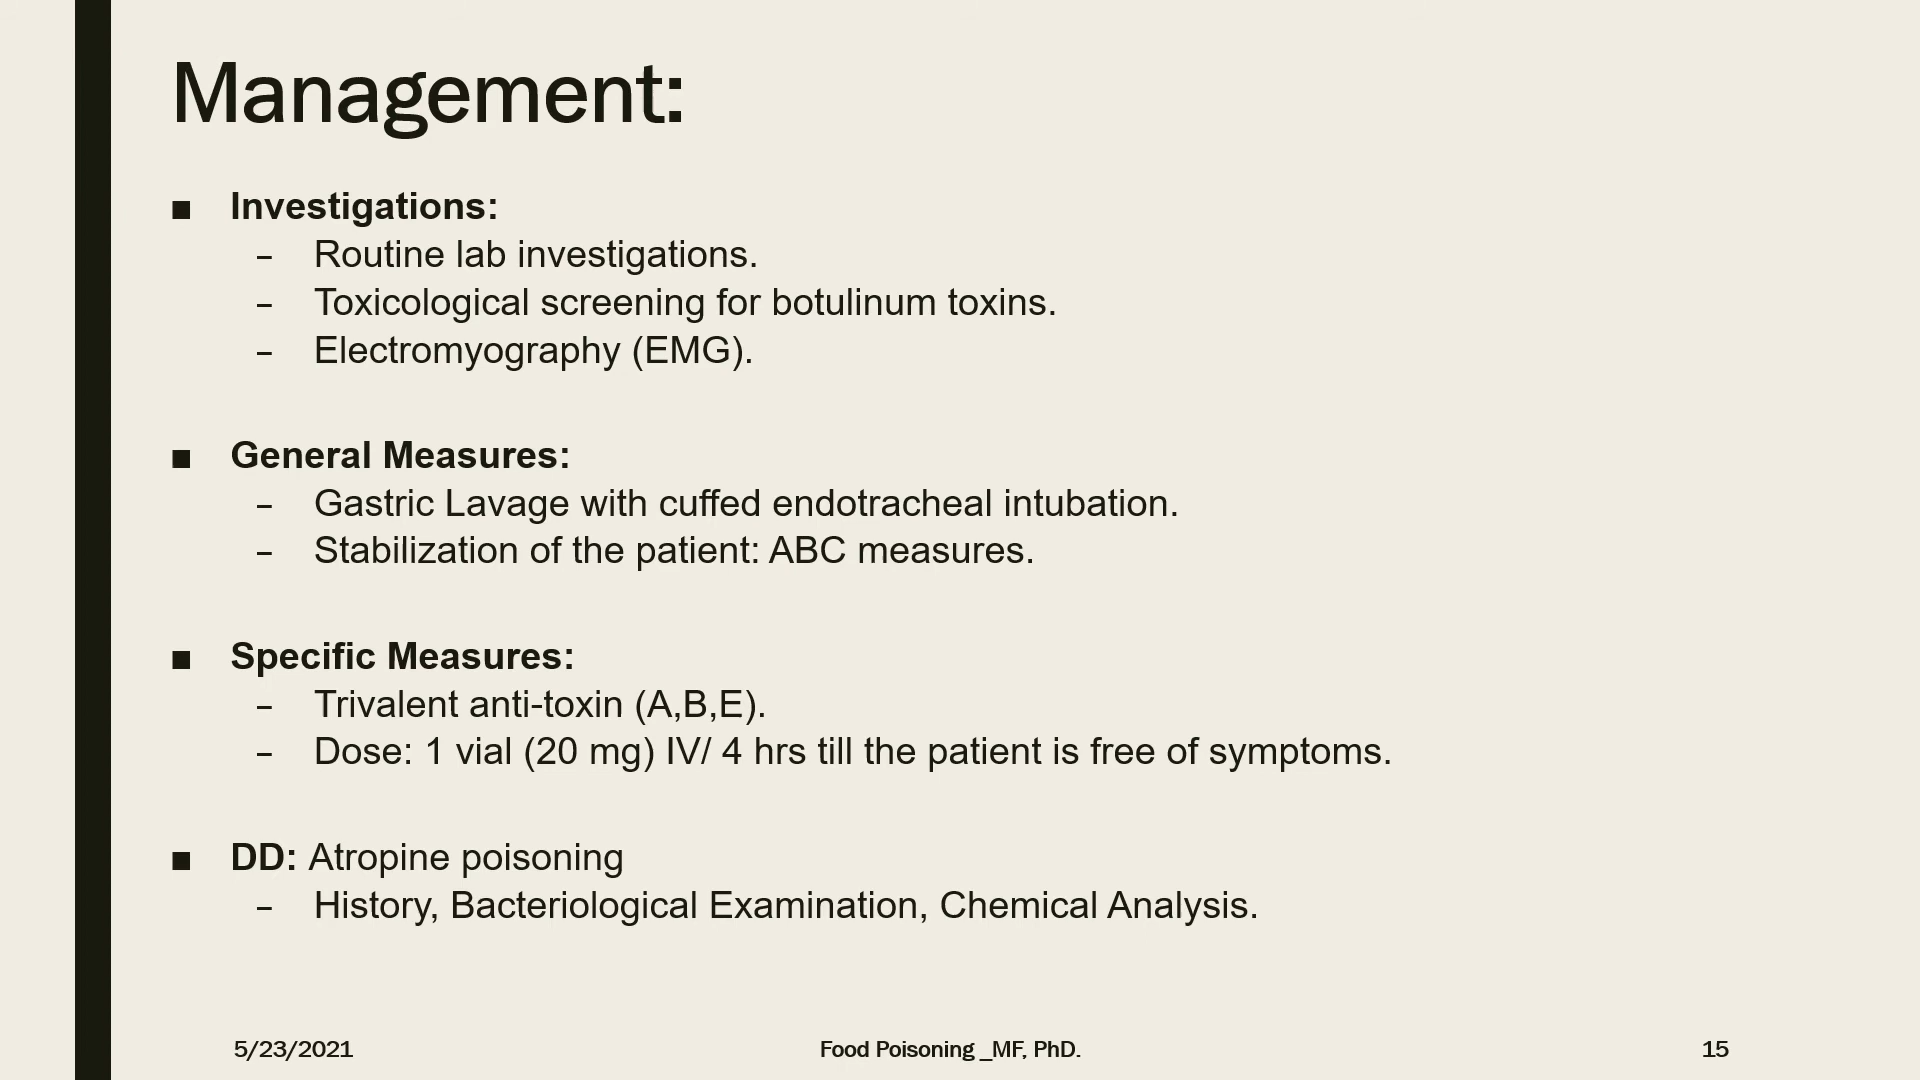 Management:
■ Investigations:
– Routine lab investigations.
– Toxicological screening for botulinum toxins.
– Electromyography (EMG).
■ General Measures:
– Gastric Lavage with cuffed endotracheal intubation.
– Stabilization of the patient: ABC measures.
■ Specific Measures:
– Trivalent anti-toxin (A,B,E).
– Dose: 1 vial (20 mg) IV/ 4 hrs till the patient is free of symptoms.
■ DD: Atropine poisoning
– History, Bacteriological Examination, Chemical Analysis.
5/23/2021 Food Poisoning _MF, PhD. 15